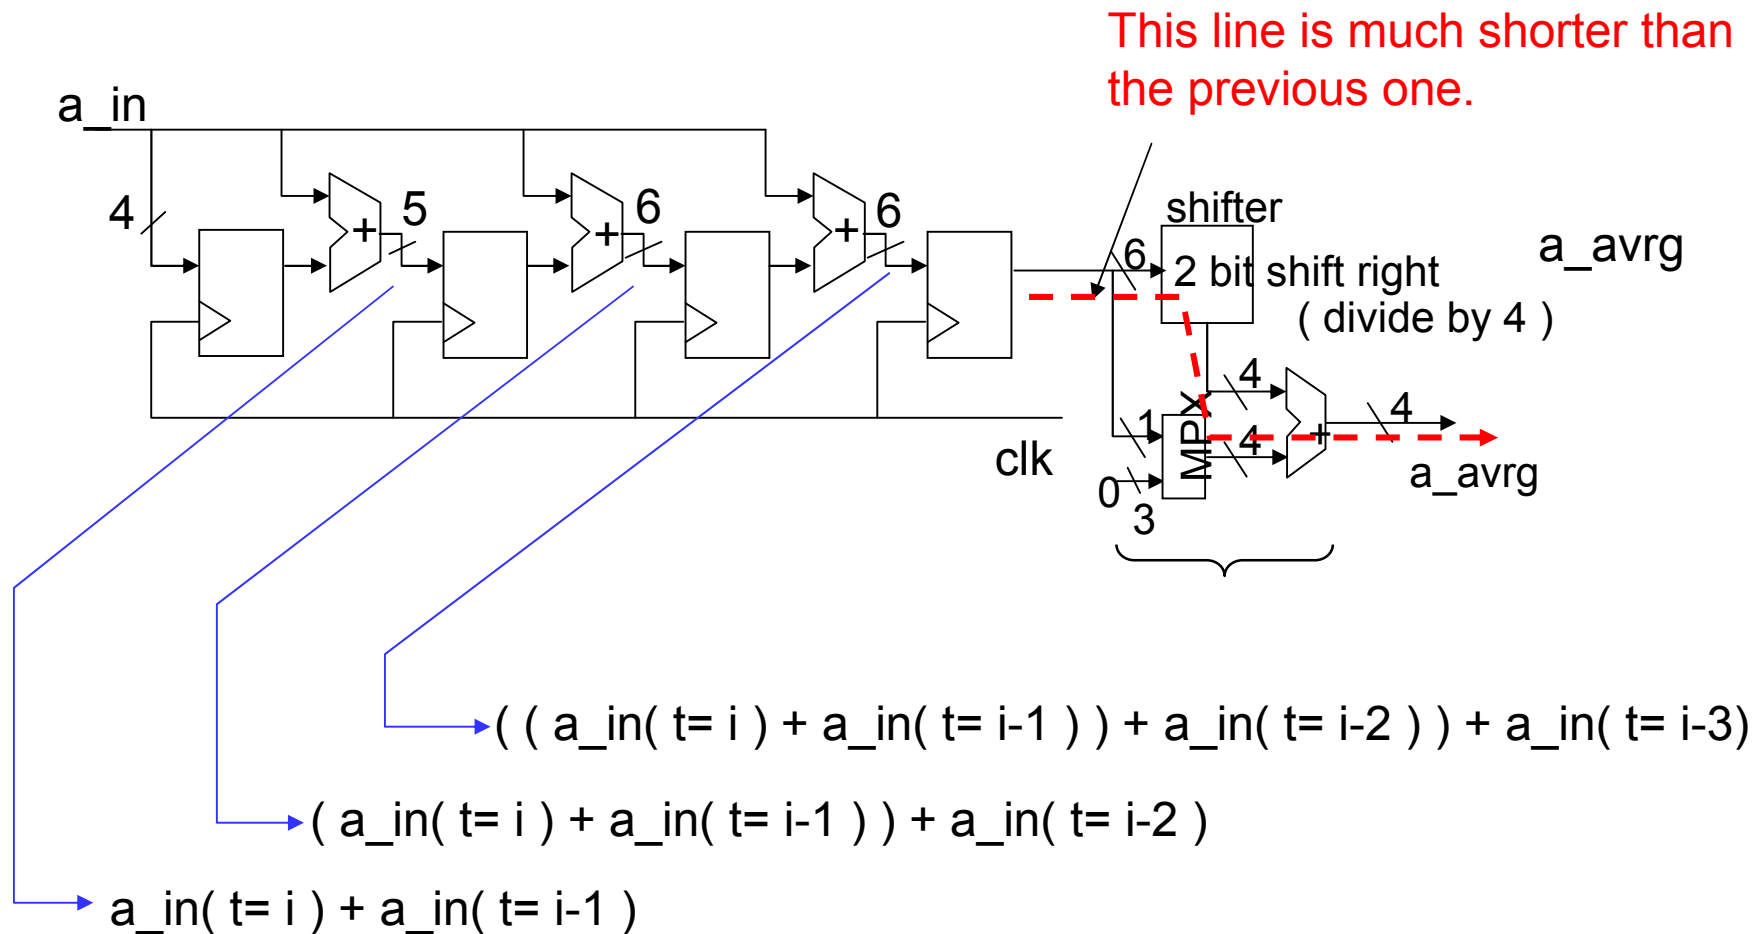 This line is much shorter than
the previous one.
a_in
4
5
6
6
+
+
+
shifter
6
2 bit shift right
( divide by 4 )
a_avrg
4
4
4
1
MPX
+
0
3
clk
a_avrg
( ( a_in( t= i ) + a_in( t= i-1 ) ) + a_in( t= i-2 ) ) + a_in( t= i-3)
( a_in( t= i ) + a_in( t= i-1 ) ) + a_in( t= i-2 )
a_in( t= i ) + a_in( t= i-1 )